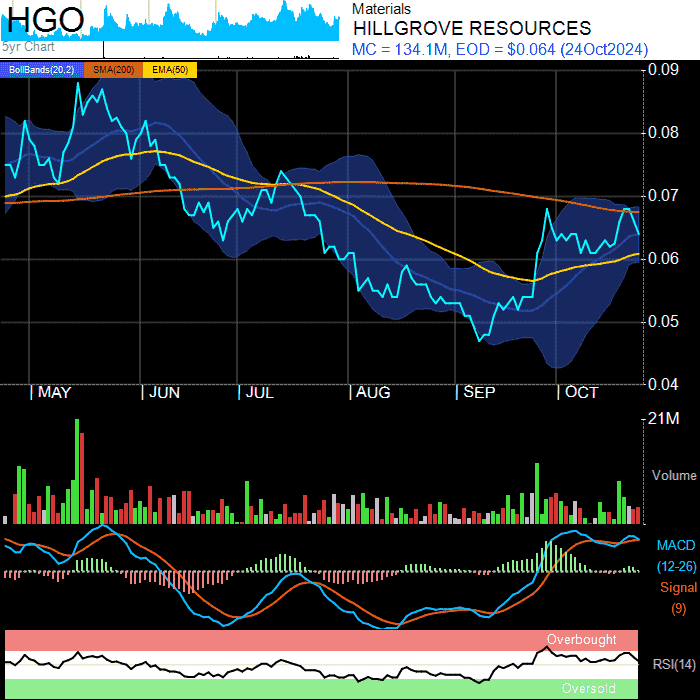 HGO
5yr Chart
Materials
HILLGROVE RESOURCES
MC = 134.1M, EOD = $0.064 (24Oct2024)
BollBands(20,2) SMA(200) EMA(50)
0.09
0.08
0.07
0.06
0.05
0.04
MAY JUN JUL AUG SEP OCT
21M
Volume
MACD
(12-26)
Signal
(9)
Overbought
RSI(14)
Oversold